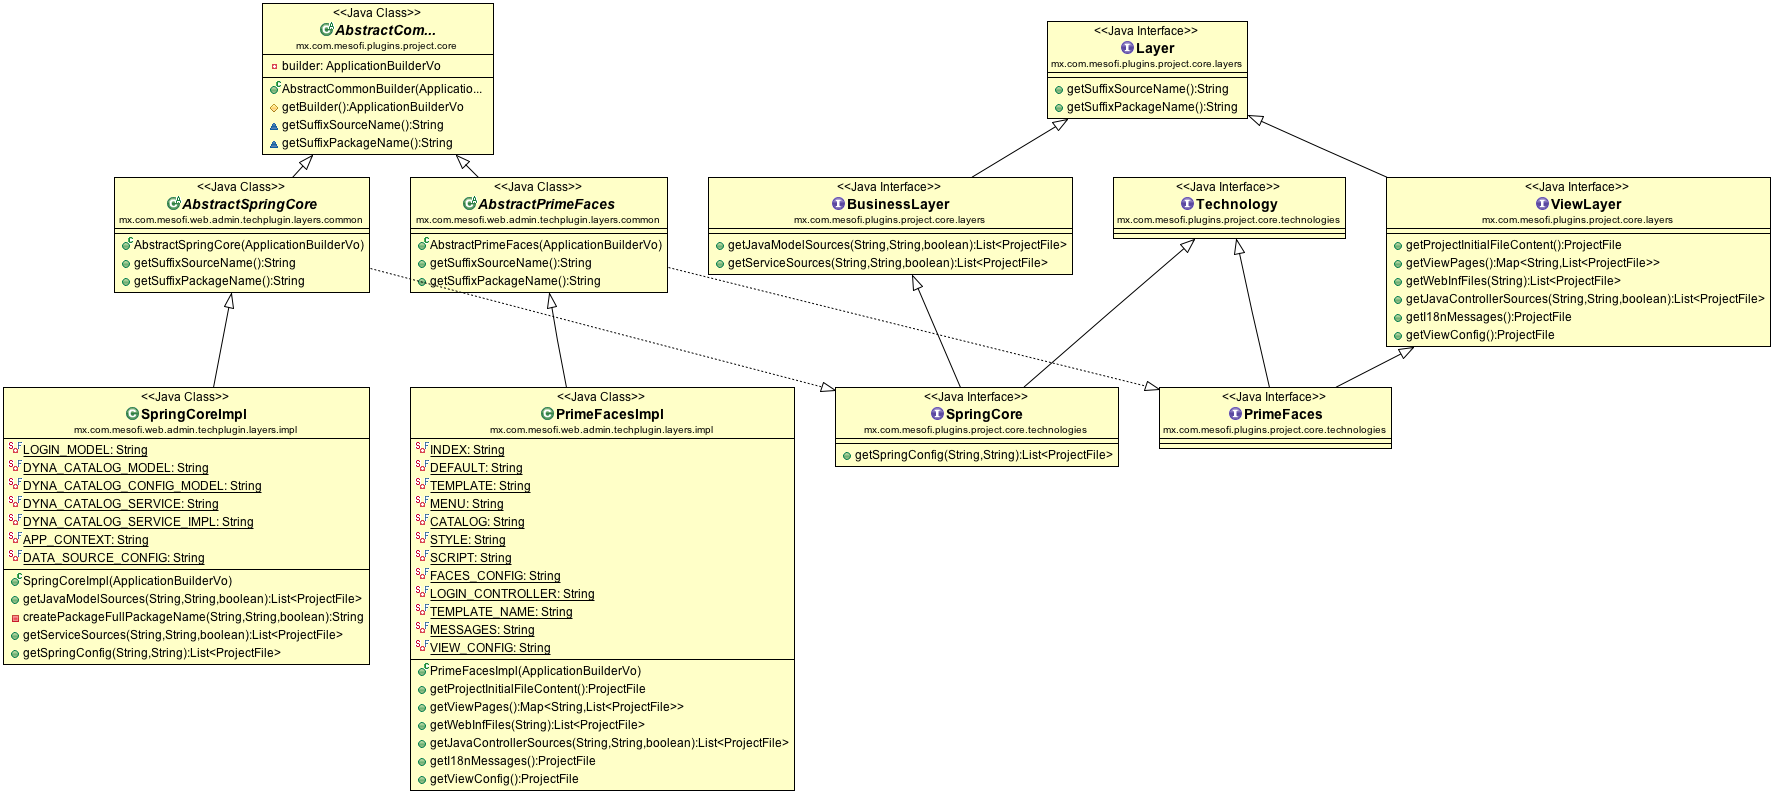 <<Java Class>>
AbstractCom...
mx.com.mesofi.plugins.project.core
builder: ApplicationBuilderVo
AbstractCommonBuilder(Applicatio...
getBuilder():ApplicationBuilderVo
getSuffixSourceName():String
getSuffixPackageName():String
<<Java Interface>>
Layer
mx.com.mesofi.plugins.project.core.layers
getSuffixSourceName():String
getSuffixPackageName():String
<<Java Class>>
AbstractSpringCore
mx.com.mesofi.web.admin.techplugin.layers.common
AbstractSpringCore(ApplicationBuilderVo)
getSuffixSourceName():String
getSuffixPackageName():String
<<Java Class>>
AbstractPrimeFaces
mx.com.mesofi.web.admin.techplugin.layers.common
AbstractPrimeFaces(ApplicationBuilderVo)
getSuffixSourceName():String
getSuffixPackageName():String
<<Java Interface>>
BusinessLayer
mx.com.mesofi.plugins.project.core.layers
getJavaModelSources(String,String,boolean):List<ProjectFile>
getServiceSources(String,String,boolean):List<ProjectFile>
<<Java Interface>>
Technology
mx.com.mesofi.plugins.project.core.technologies
<<Java Interface>>
ViewLayer
mx.com.mesofi.plugins.project.core.layers
getProjectInitialFileContent():ProjectFile
getViewPages():Map<String,List<ProjectFile>>
getWebInfFiles(String):List<ProjectFile>
getJavaControllerSources(String,String,boolean):List<ProjectFile>
getI18nMessages():ProjectFile
getViewConfig():ProjectFile
<<Java Class>>
SpringCoreImpl
mx.com.mesofi.web.admin.techplugin.layers.impl
LOGIN_MODEL: String
DYNA_CATALOG_MODEL: String
DYNA_CATALOG_CONFIG_MODEL: String
DYNA_CATALOG_SERVICE: String
DYNA_CATALOG_SERVICE_IMPL: String
APP_CONTEXT: String
DATA_SOURCE_CONFIG: String
SpringCoreImpl(ApplicationBuilderVo)
getJavaModelSources(String,String,boolean):List<ProjectFile>
createPackageFullPackageName(String,String,boolean):String
getServiceSources(String,String,boolean):List<ProjectFile>
getSpringConfig(String,String):List<ProjectFile>
<<Java Class>>
PrimeFacesImpl
mx.com.mesofi.web.admin.techplugin.layers.impl
INDEX: String
DEFAULT: String
TEMPLATE: String
MENU: String
CATALOG: String
STYLE: String
SCRIPT: String
FACES_CONFIG: String
LOGIN_CONTROLLER: String
TEMPLATE_NAME: String
MESSAGES: String
VIEW_CONFIG: String
PrimeFacesImpl(ApplicationBuilderVo)
getProjectInitialFileContent():ProjectFile
getViewPages():Map<String,List<ProjectFile>>
getWebInfFiles(String):List<ProjectFile>
getJavaControllerSources(String,String,boolean):List<ProjectFile>
getI18nMessages():ProjectFile
getViewConfig():ProjectFile
<<Java Interface>>
SpringCore
mx.com.mesofi.plugins.project.core.technologies
getSpringConfig(String,String):List<ProjectFile>
<<Java Interface>>
PrimeFaces
mx.com.mesofi.plugins.project.core.technologies